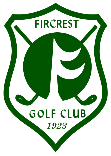 FIRCREST
F
GOLF CLUB
1923